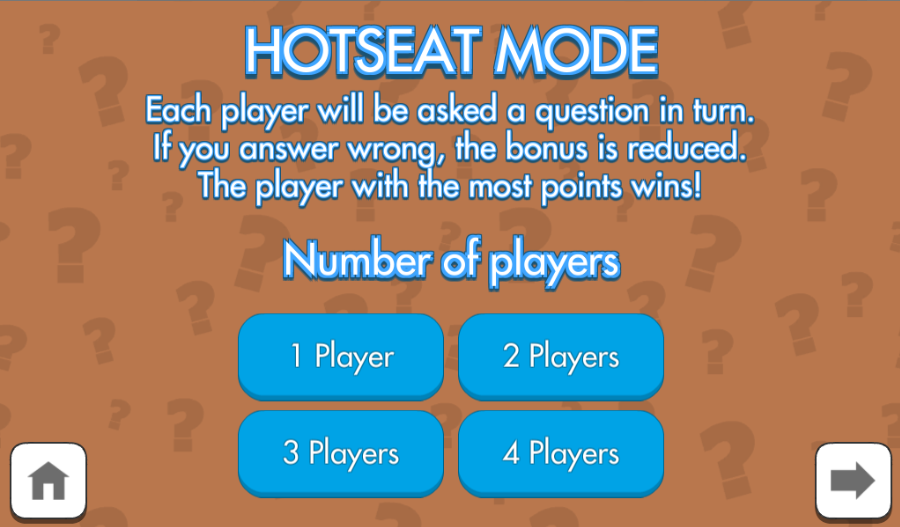 HOTSEAT MODE
Each player will be asked a question in turn.
If you answer wrong, the bonus is reduced.
The player with the most points wins!
Number of players
1 Player
2 Players
3 Players
4 Players